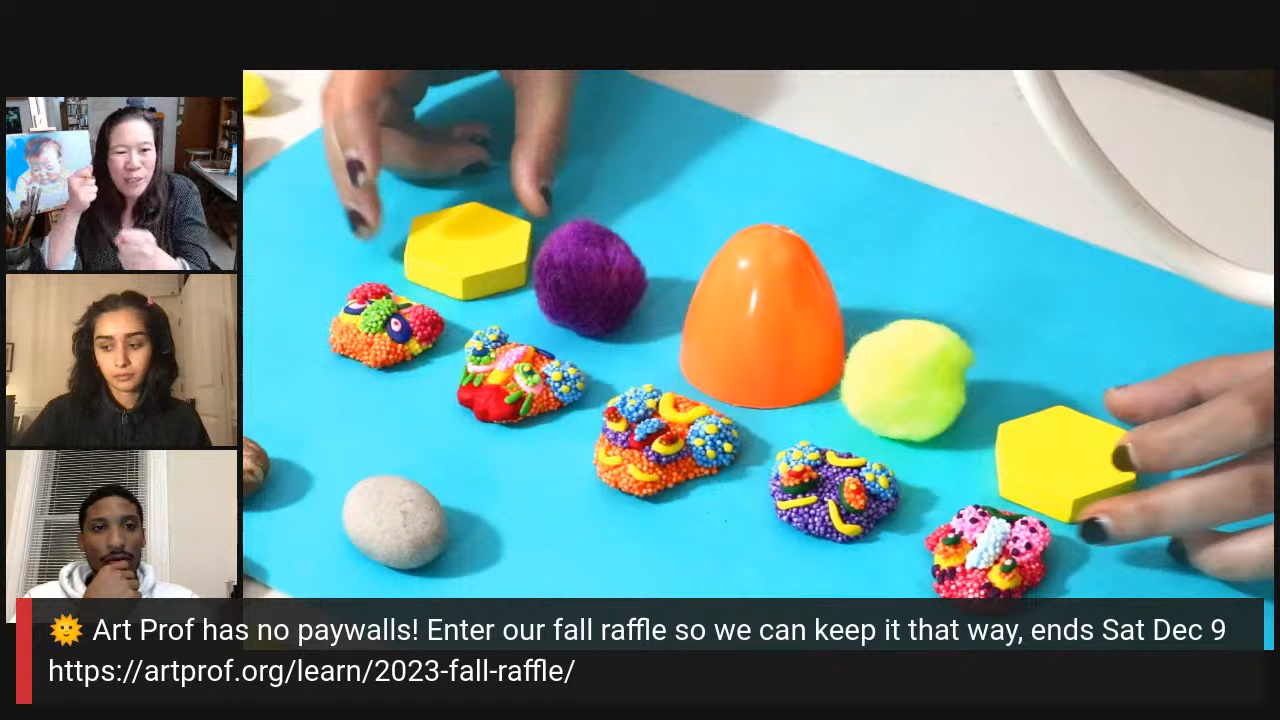 🌞 Art Prof has no paywalls! Enter our fall raffle so we can keep it that way, ends Sat Dec 9
https://artprof.org/learn/2023-fall-raffle/